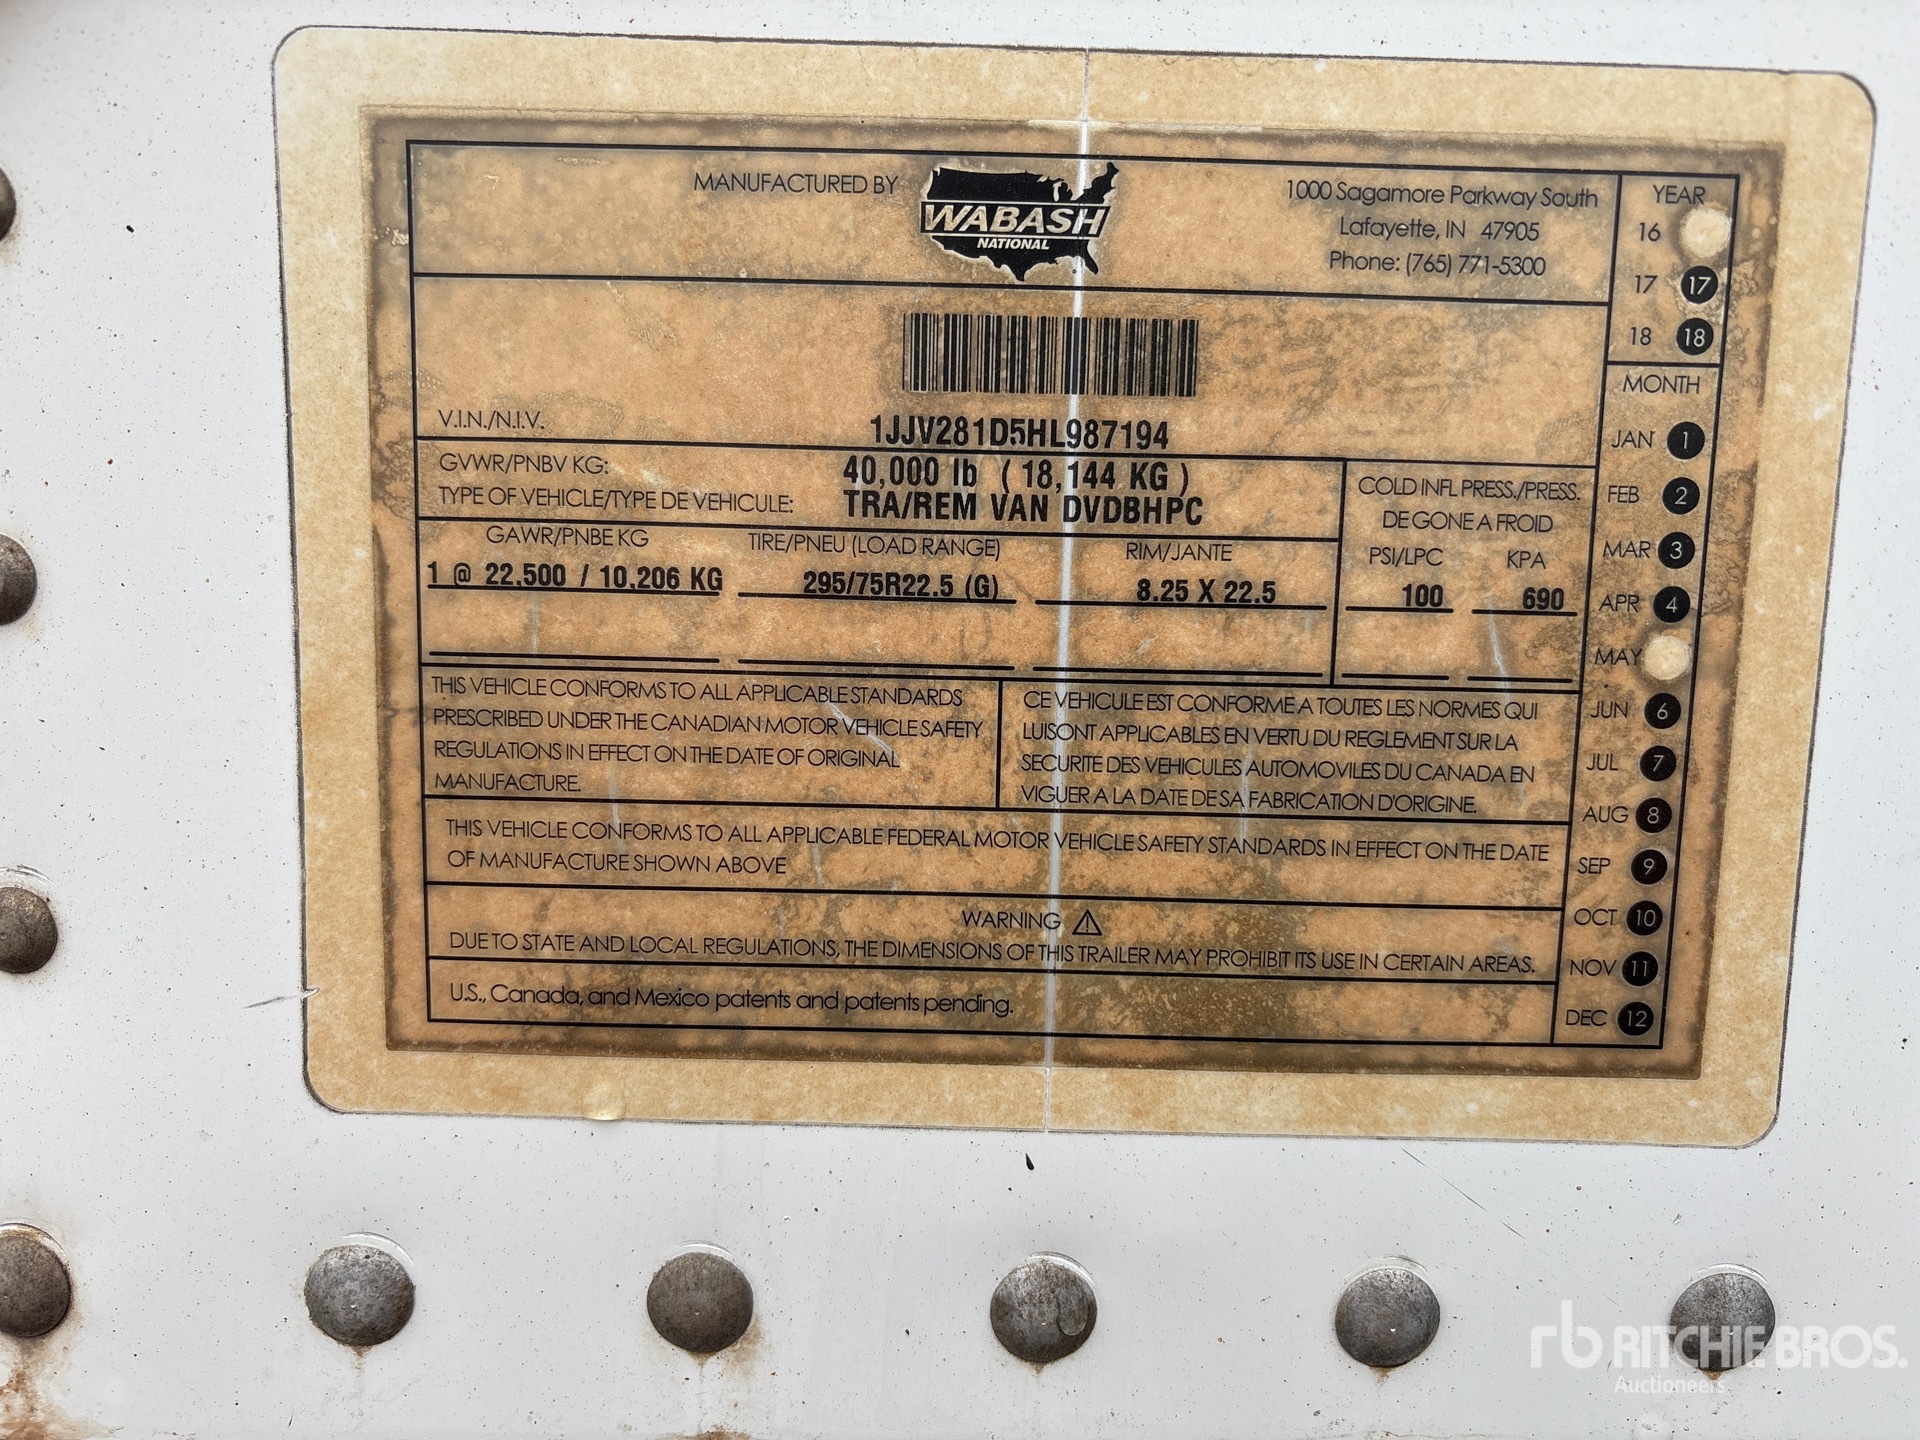 MANUFACTURED BY
WABASH
NATIONAL
1000 Sagamore Parkway South
Lafayette, IN 47905
Phone: (765) 771-5300
YEAR
16
17 17
18 18
V.I.N./N.I.V.
1JJV281D5HL987194
GVWR/PNBV KG: 40,000 lb ( 18,144 KG )
TYPE OF VEHICLE/TYPE DE VEHICULE: TRA/REM VAN DVDBHPC
COLD INFL PRESS./PRESS.
DE GONE A FROID
GAWR/PNBE KG TIRE/PNEU (LOAD RANGE) RIM/JANTE PSI/LPC KPA
1 @ 22,500 / 10,206 KG 295/75R22.5 (G) 8.25 X 22.5 100 690
THIS VEHICLE CONFORMS TO ALL APPLICABLE STANDARDS
PRESCRIBED UNDER THE CANADIAN MOTOR VEHICLE SAFETY
REGULATIONS IN EFFECT ON THE DATE OF ORIGINAL
MANUFACTURE.
CE VEHICULE EST CONFORME A TOUTES LES NORMES QUI
LUISONT APPLICABLES EN VERTU DU REGLEMENT SUR LA
SECURITE DES VEHICULES AUTOMOVILES DU CANADA EN
VIGUER A LA DATE DE SA FABRICATION D'ORIGINE.
THIS VEHICLE CONFORMS TO ALL APPLICABLE FEDERAL MOTOR VEHICLE SAFETY STANDARDS IN EFFECT ON THE DATE
OF MANUFACTURE SHOWN ABOVE
WARNING
DUE TO STATE AND LOCAL REGULATIONS, THE DIMENSIONS OF THIS TRAILER MAY PROHIBIT ITS USE IN CERTAIN AREAS.
U.S., Canada, and Mexico patents and patents pending.
MONTH
JAN 1
FEB 2
MAR 3
APR 4
MAY
JUN 6
JUL 7
AUG 8
SEP 9
OCT 10
NOV 11
DEC 12
rb RITCHIE BROS.
Auctioneers